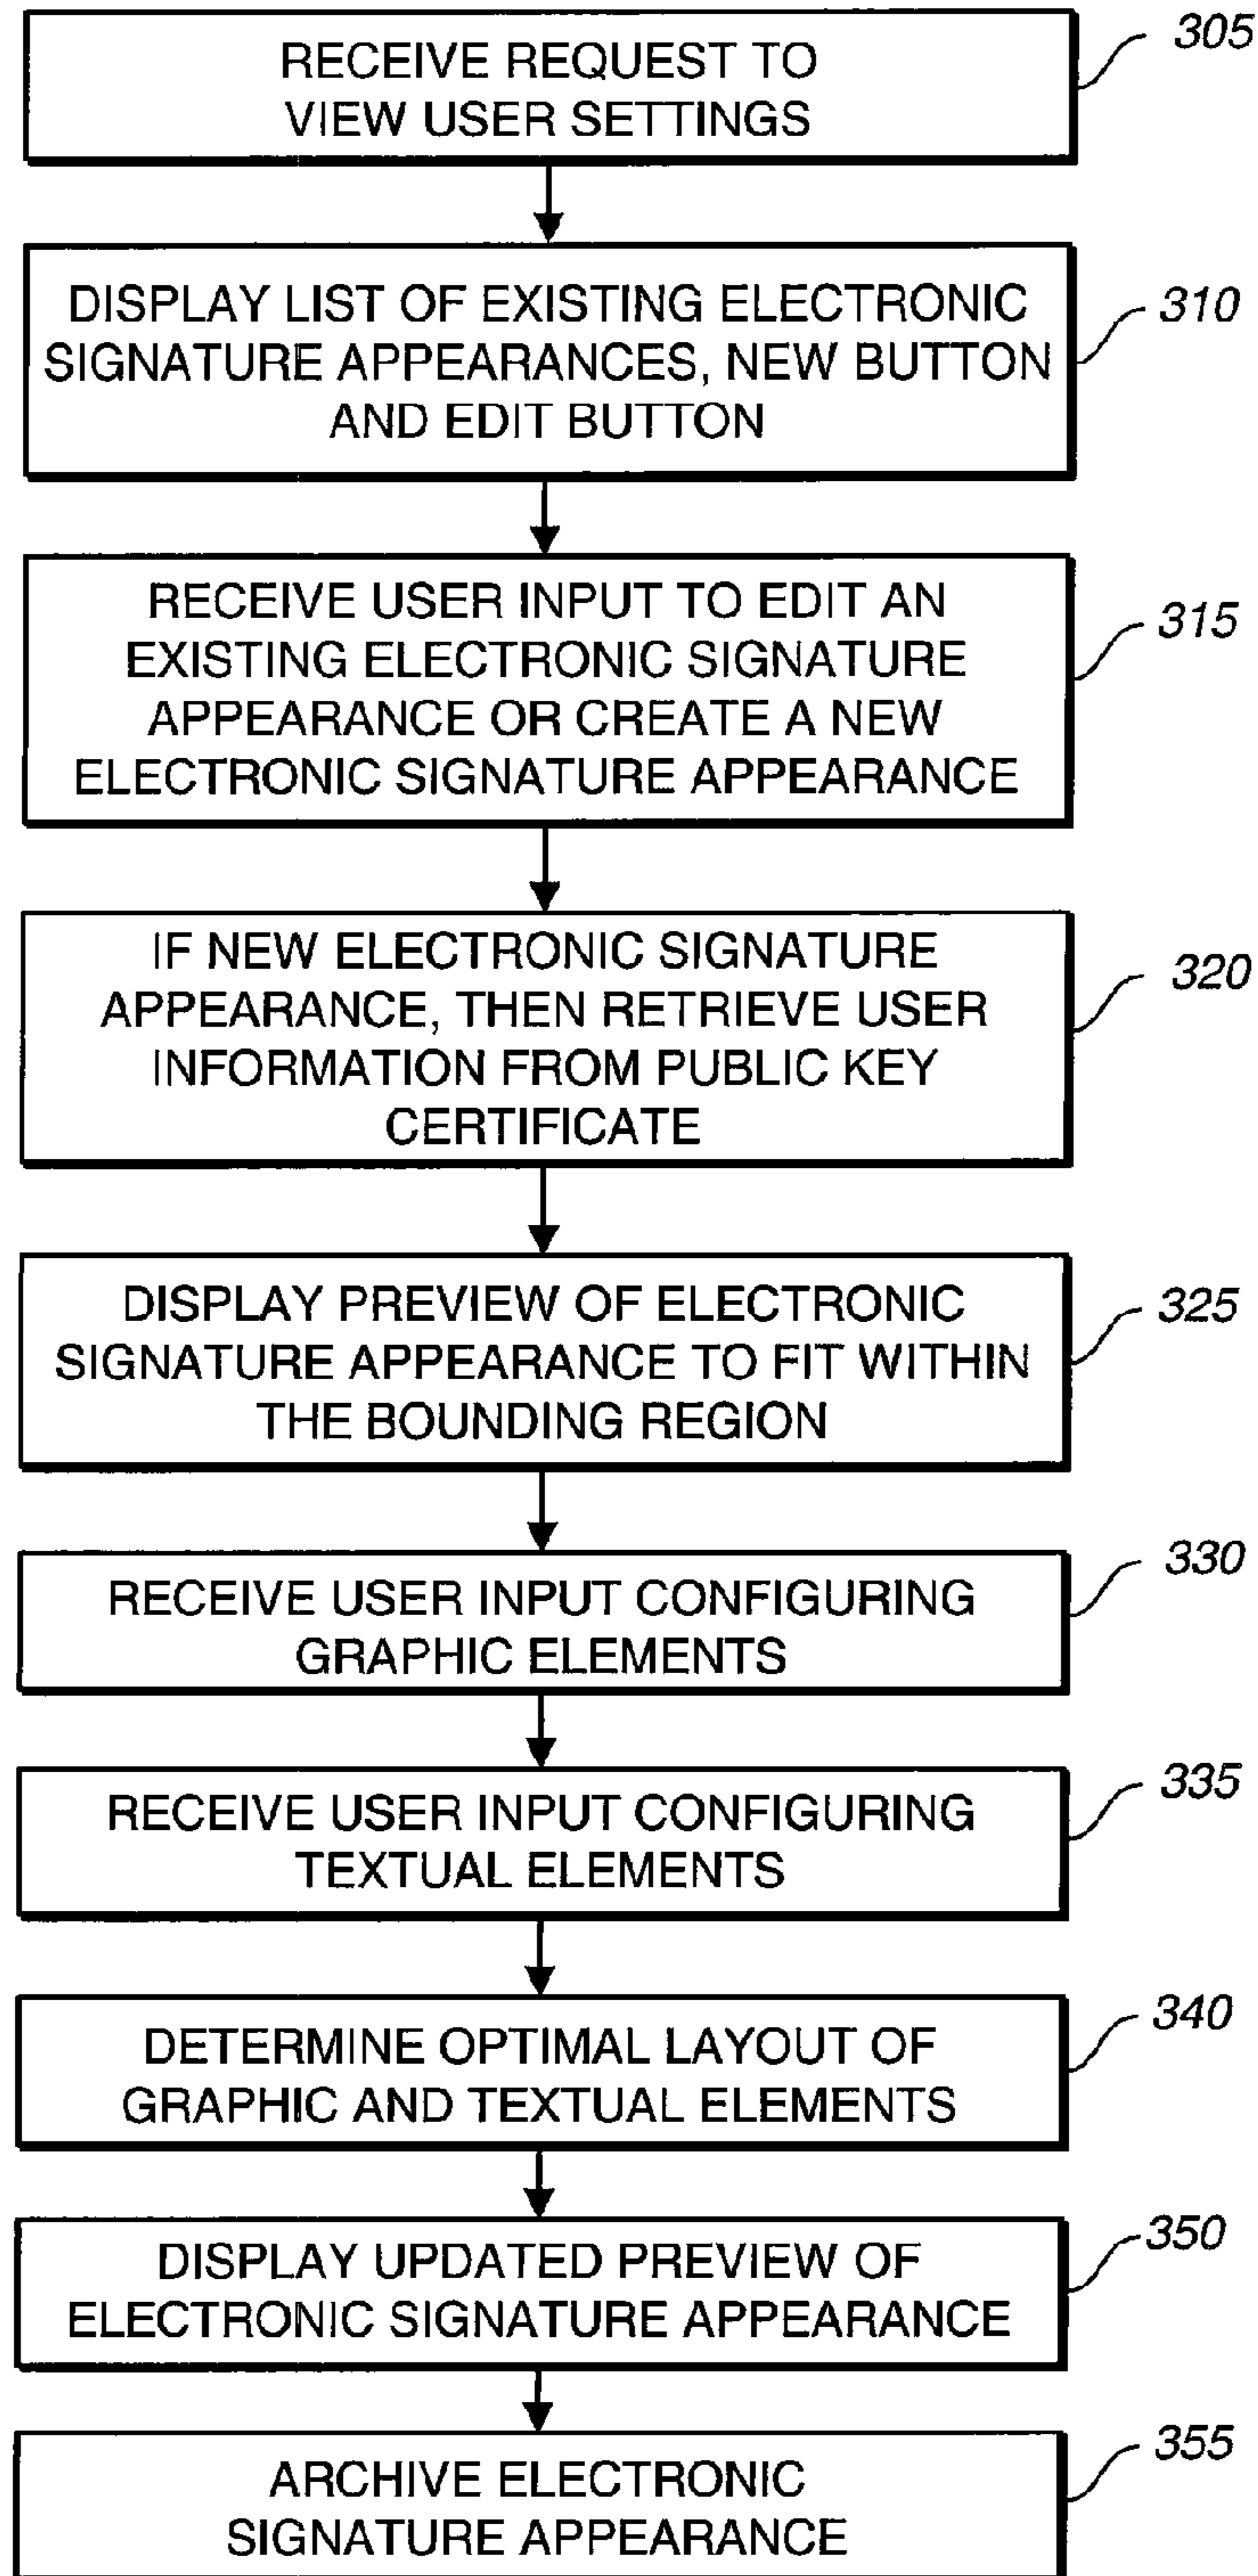 RECEIVE REQUEST TO
VIEW USER SETTINGS
305
DISPLAY LIST OF EXISTING ELECTRONIC
SIGNATURE APPEARANCES, NEW BUTTON
AND EDIT BUTTON
310
RECEIVE USER INPUT TO EDIT AN
EXISTING ELECTRONIC SIGNATURE
APPEARANCE OR CREATE A NEW
ELECTRONIC SIGNATURE APPEARANCE
315
IF NEW ELECTRONIC SIGNATURE
APPEARANCE, THEN RETRIEVE USER
INFORMATION FROM PUBLIC KEY
CERTIFICATE
320
DISPLAY PREVIEW OF ELECTRONIC
SIGNATURE APPEARANCE TO FIT WITHIN
THE BOUNDING REGION
325
RECEIVE USER INPUT CONFIGURING
GRAPHIC ELEMENTS
330
RECEIVE USER INPUT CONFIGURING
TEXTUAL ELEMENTS
335
DETERMINE OPTIMAL LAYOUT OF
GRAPHIC AND TEXTUAL ELEMENTS
340
DISPLAY UPDATED PREVIEW OF
ELECTRONIC SIGNATURE APPEARANCE
350
ARCHIVE ELECTRONIC
SIGNATURE APPEARANCE
355